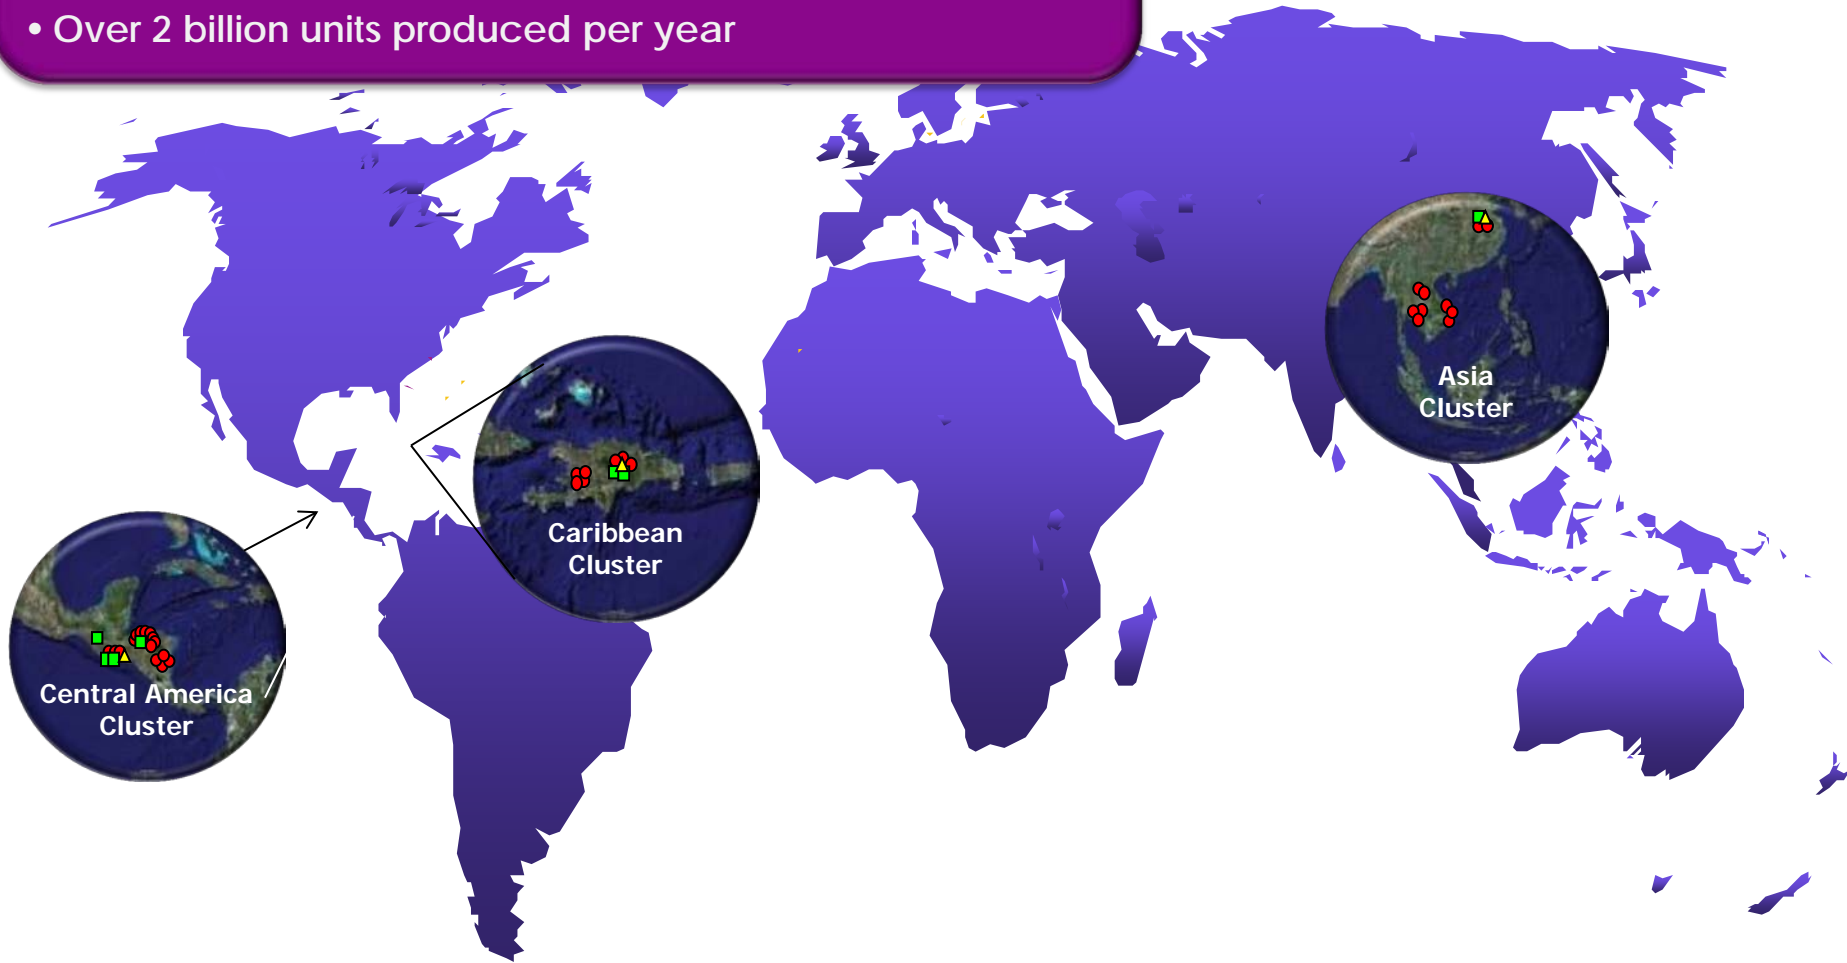 • Over 2 billion units produced per year
Asia
Cluster
Caribbean
Cluster
Central America
Cluster